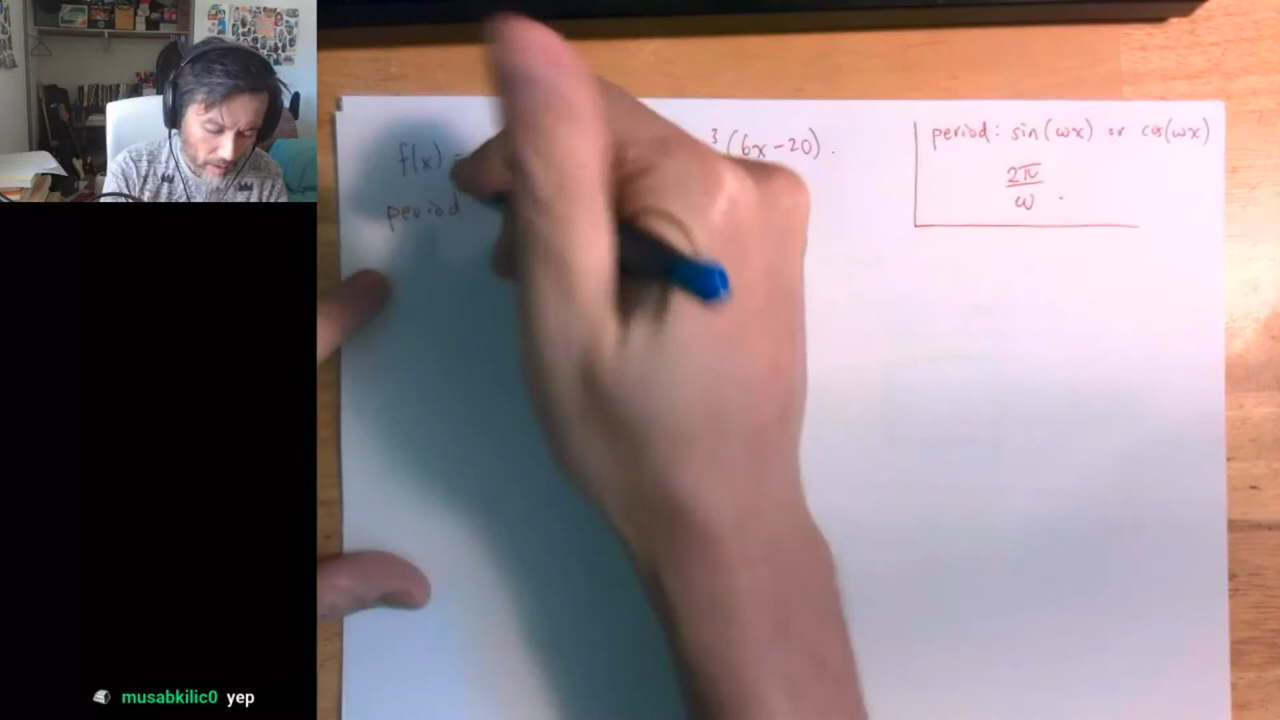 f(x) =
³(6x-20).
period
period: sin(ωx) or cos(ωx)
2π
ω.
musabkilic0 yep